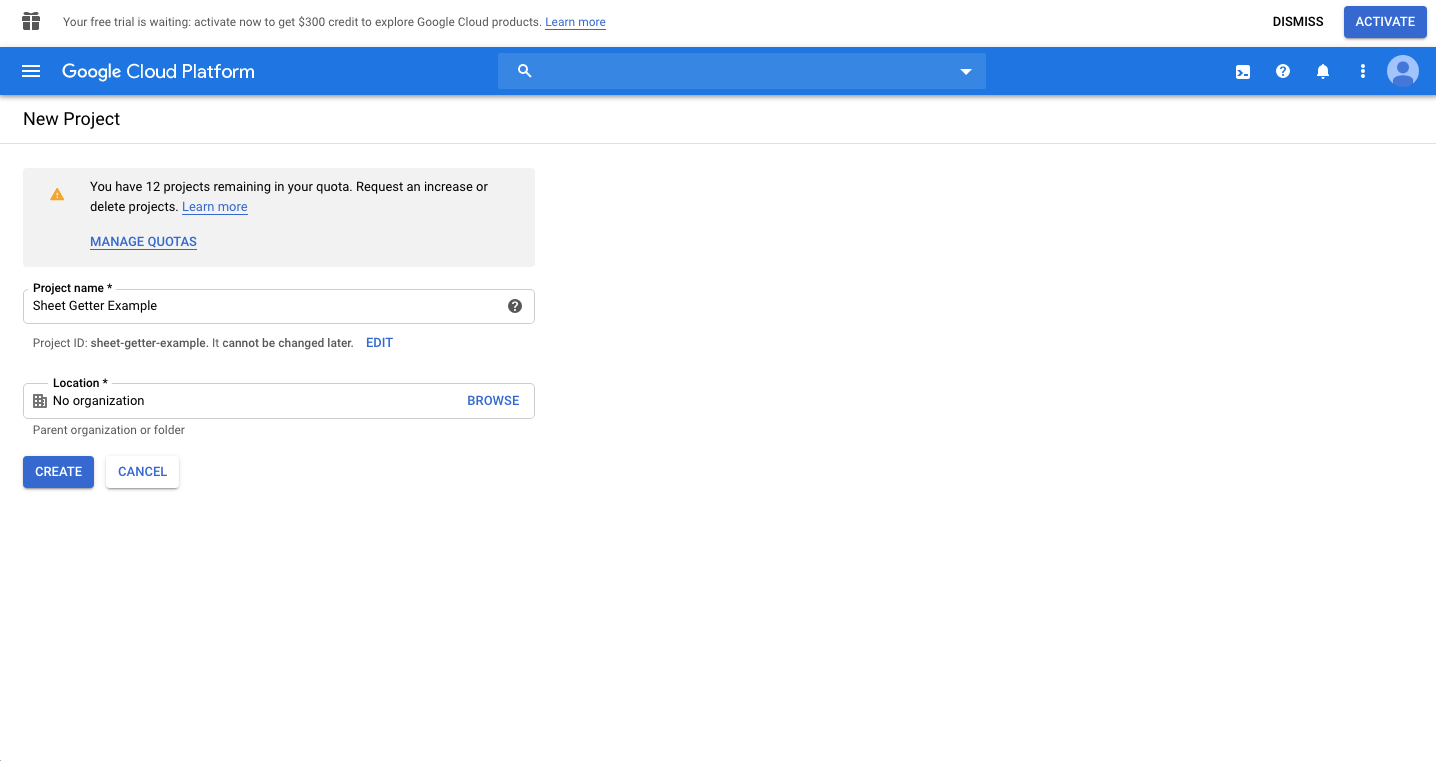 Your free trial is waiting: activate now to get $300 credit to explore Google Cloud products. Learn more
DISMISS
ACTIVATE
Google Cloud Platform
New Project
You have 12 projects remaining in your quota. Request an increase or
delete projects. Learn more
MANAGE QUOTAS
Project name *
Sheet Getter Example
Project ID: sheet-getter-example. It cannot be changed later. EDIT
Location *
No organization
BROWSE
Parent organization or folder
CREATE
CANCEL